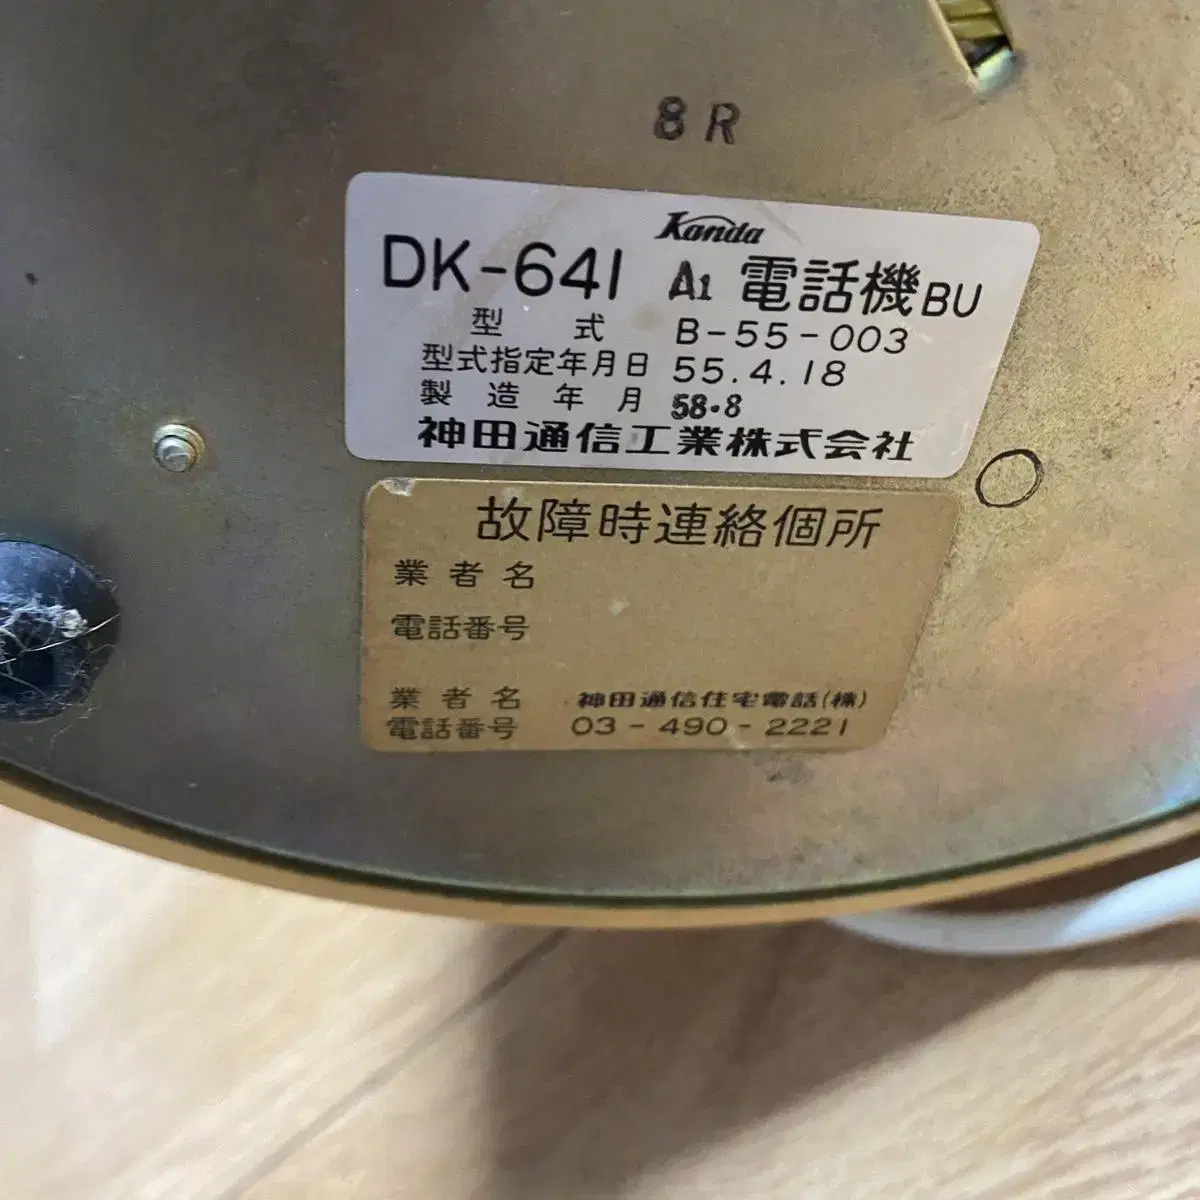 8R
Kanda
DK-641 A1 電話機BU
型式 B-55-003
型式指定年月日 55.4.18
製造年月 58.8
神田通信工業株式会社
故障時連絡個所
業者名
電話番号
業者名 神田通信住宅電話(株)
電話番号 03-490-2221